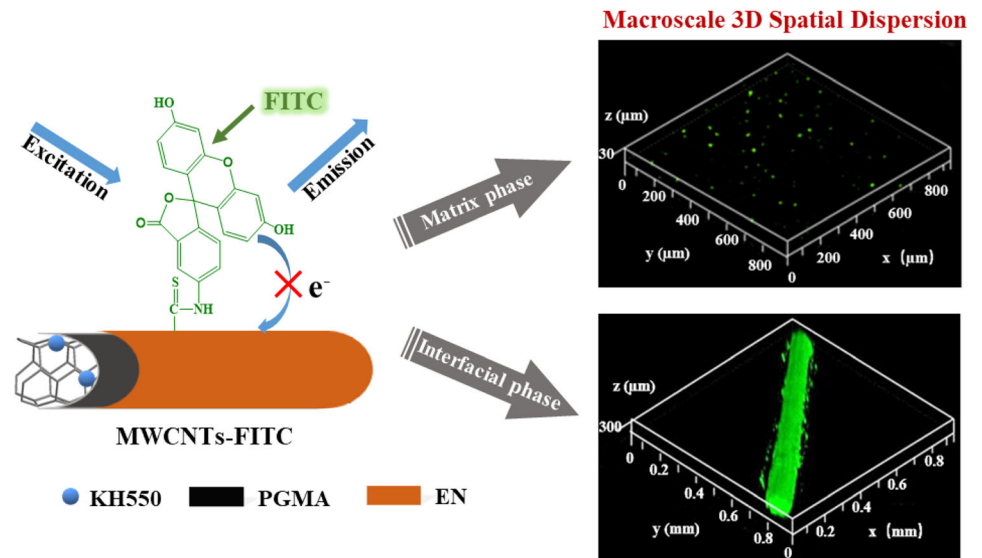 Macroscale 3D Spatial Dispersion
HO
FITC
Excitation
Emission
O
O
O
OH
S
C
NH
e⁻
MWCNTs-FITC
KH550
PGMA
EN
Matrix phase
Interfacial phase
z (μm)
30
0
200
400
600
800
y (μm)
0
200
400
600
800
x (μm)
z (μm)
300
0
0.2
0.4
0.6
0.8
y (mm)
0
0.2
0.4
0.6
0.8
x (mm)